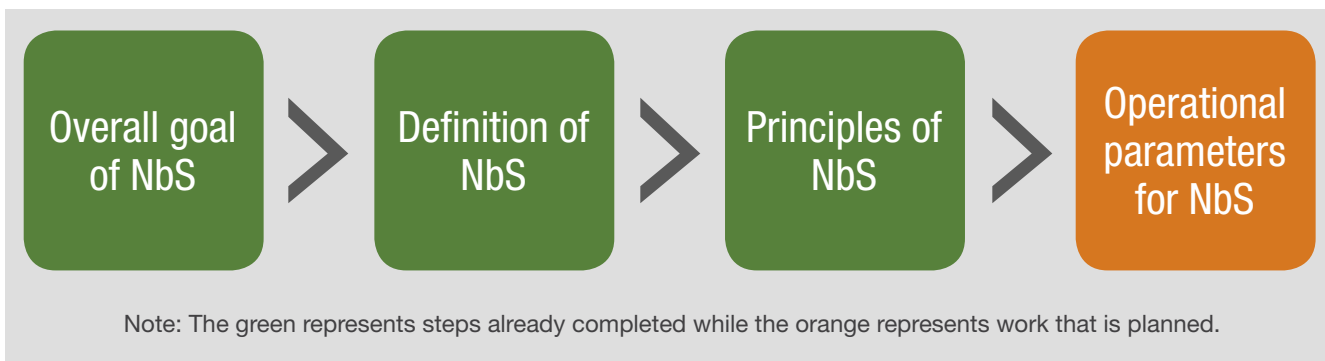 Overall goal
of NbS
Definition of
NbS
Principles of
NbS
Operational
parameters
for NbS
Note: The green represents steps already completed while the orange represents work that is planned.